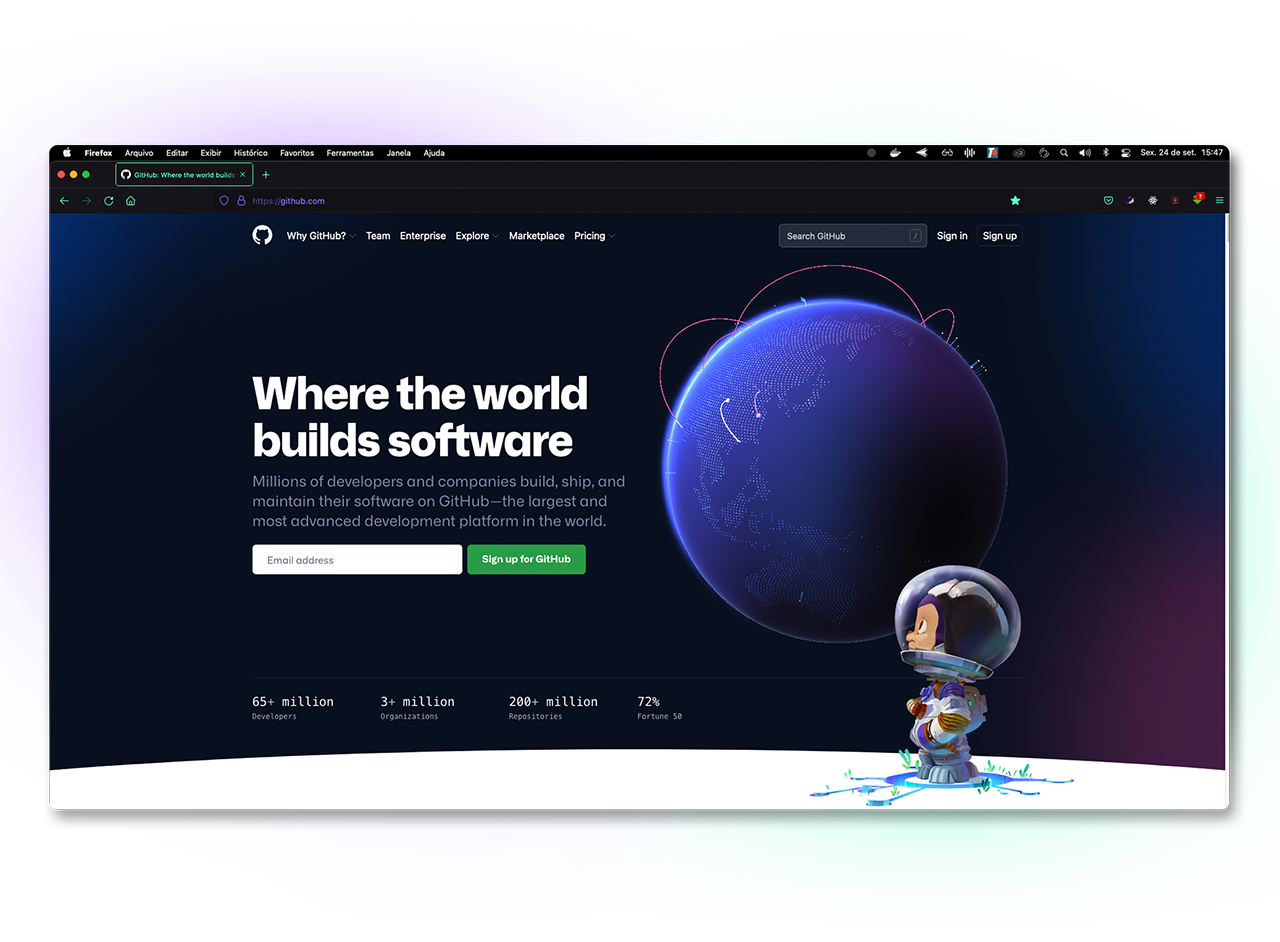 Firefox Arquivo Editar Exibir Histórico Favoritos Ferramentas Janela Ajuda
Sex. 24 de set. 15:47
GitHub: Where the world builds
https://github.com
Why GitHub? Team Enterprise Explore Marketplace Pricing
Search GitHub /
Sign in
Sign up
Where the world
builds software
Millions of developers and companies build, ship, and
maintain their software on GitHub—the largest and
most advanced development platform in the world.
Email address
Sign up for GitHub
65+ million 3+ million 200+ million 72%
Developers Organizations Repositories Fortune 50